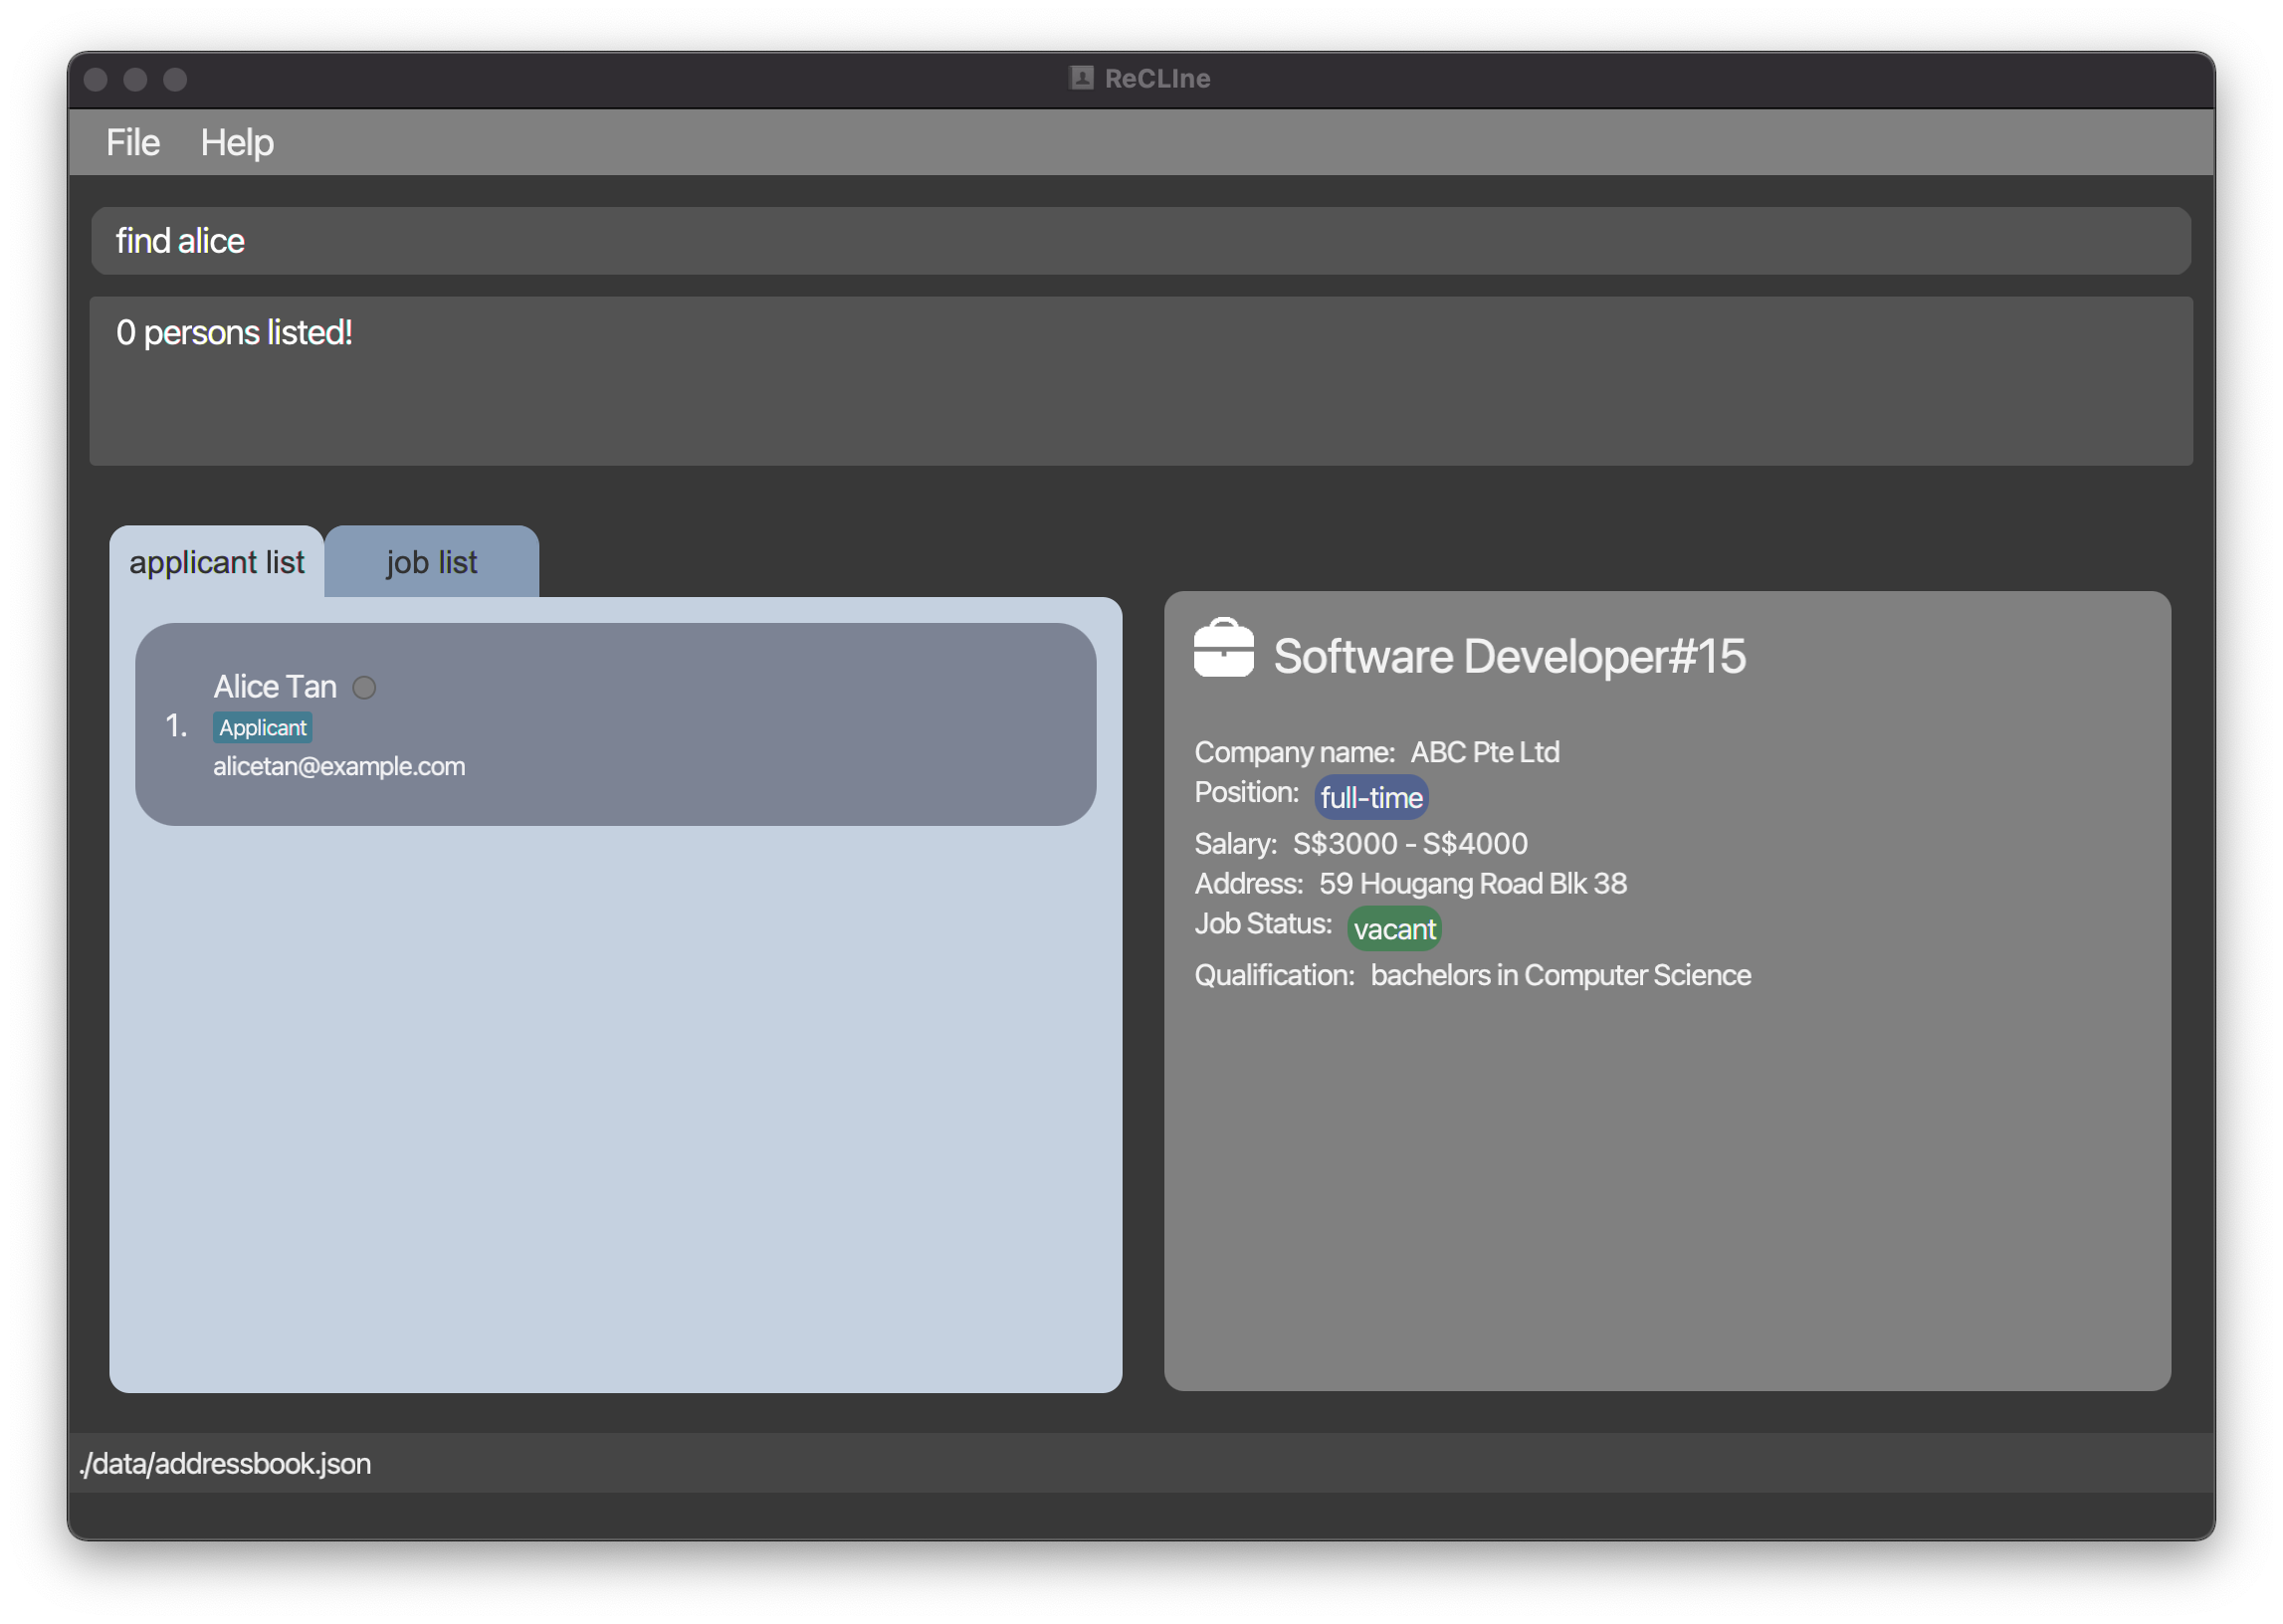 ReCLIne
File Help
find alice
0 persons listed!
applicant list job list
1.
Alice Tan
Applicant
alicetan@example.com
Software Developer#15
Company name: ABC Pte Ltd
Position: full-time
Salary: S$3000 - S$4000
Address: 59 Hougang Road Blk 38
Job Status: vacant
Qualification: bachelors in Computer Science
./data/addressbook.json